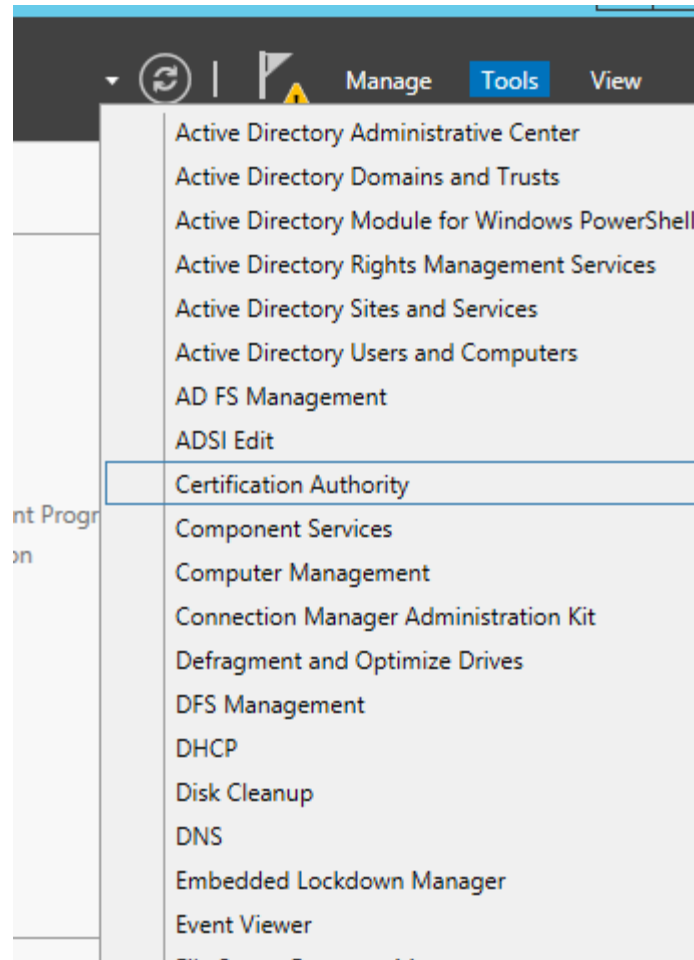 Manage Tools View
Active Directory Administrative Center
Active Directory Domains and Trusts
Active Directory Module for Windows PowerShell
Active Directory Rights Management Services
Active Directory Sites and Services
Active Directory Users and Computers
AD FS Management
ADSI Edit
Certification Authority
nt Progr
Component Services
on
Computer Management
Connection Manager Administration Kit
Defragment and Optimize Drives
DFS Management
DHCP
Disk Cleanup
DNS
Embedded Lockdown Manager
Event Viewer